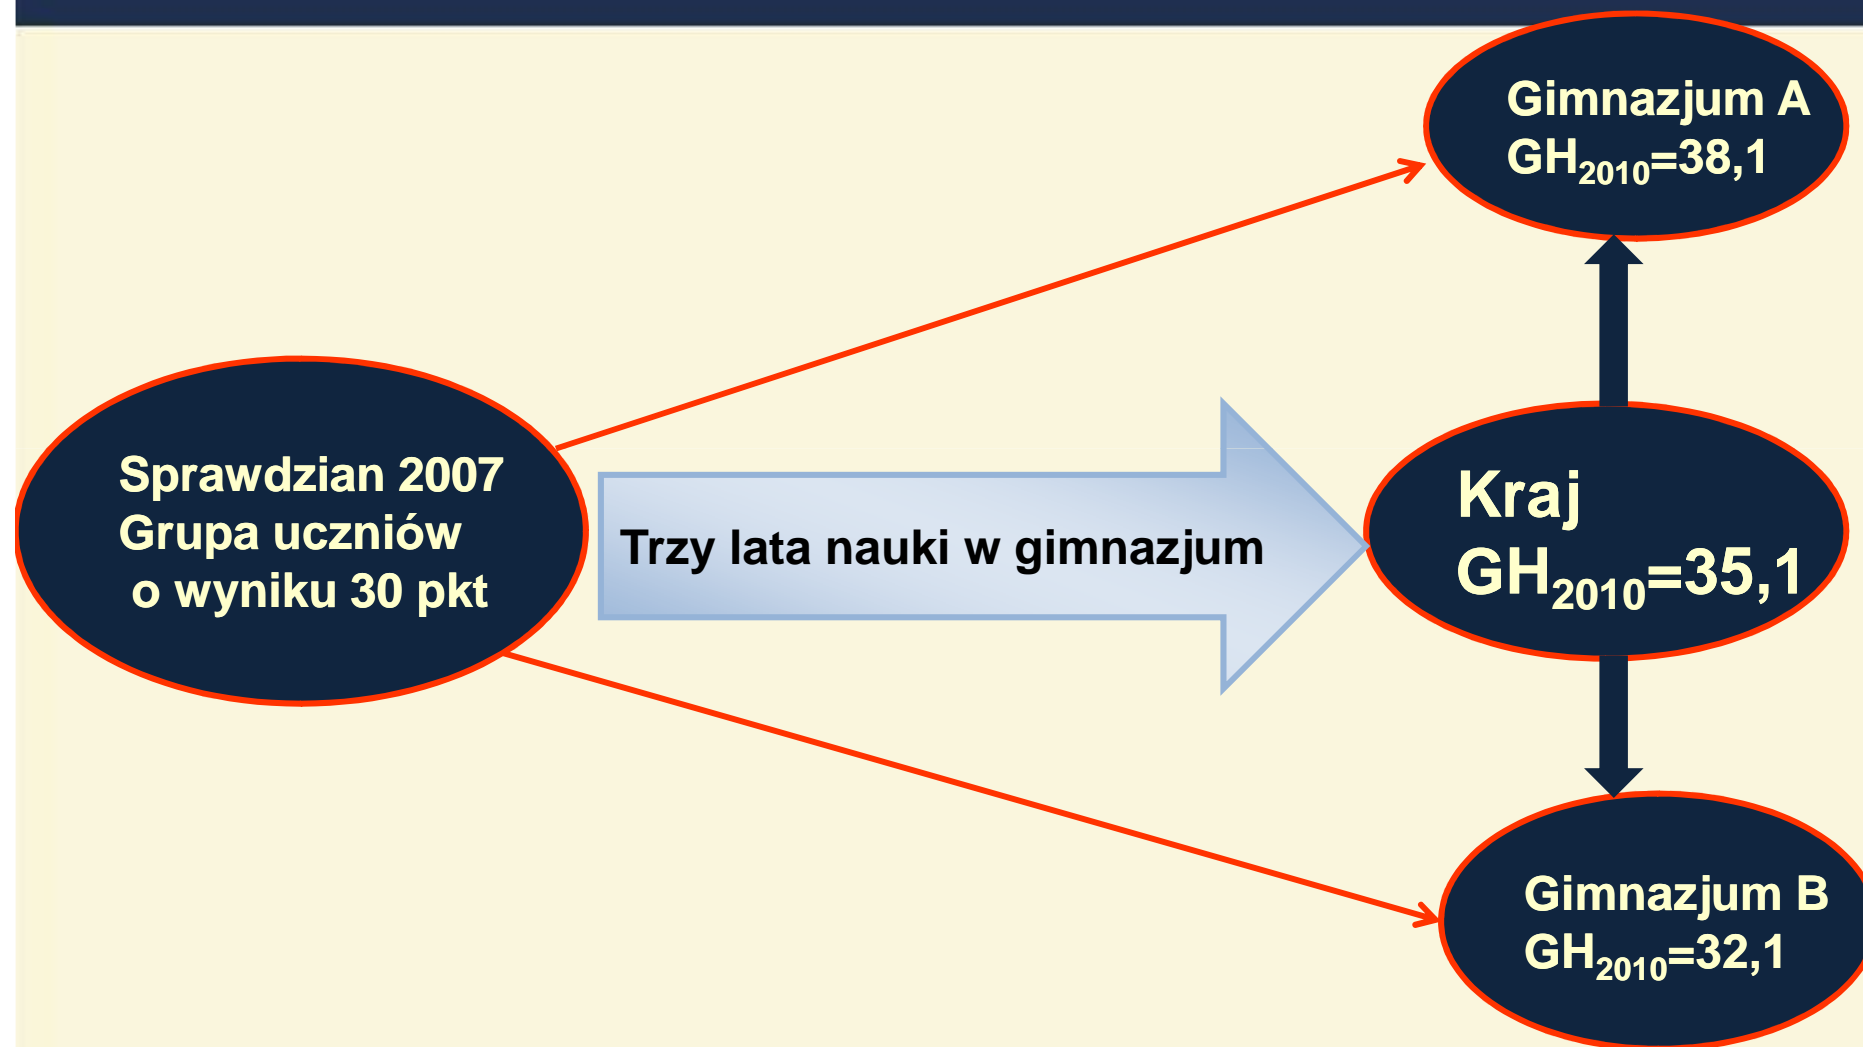 Gimnazjum A
GH₂₀₁₀=38,1
Sprawdzian 2007
Grupa uczniów
o wyniku 30 pkt
Trzy lata nauki w gimnazjum
Kraj
GH₂₀₁₀=35,1
Gimnazjum B
GH₂₀₁₀=32,1